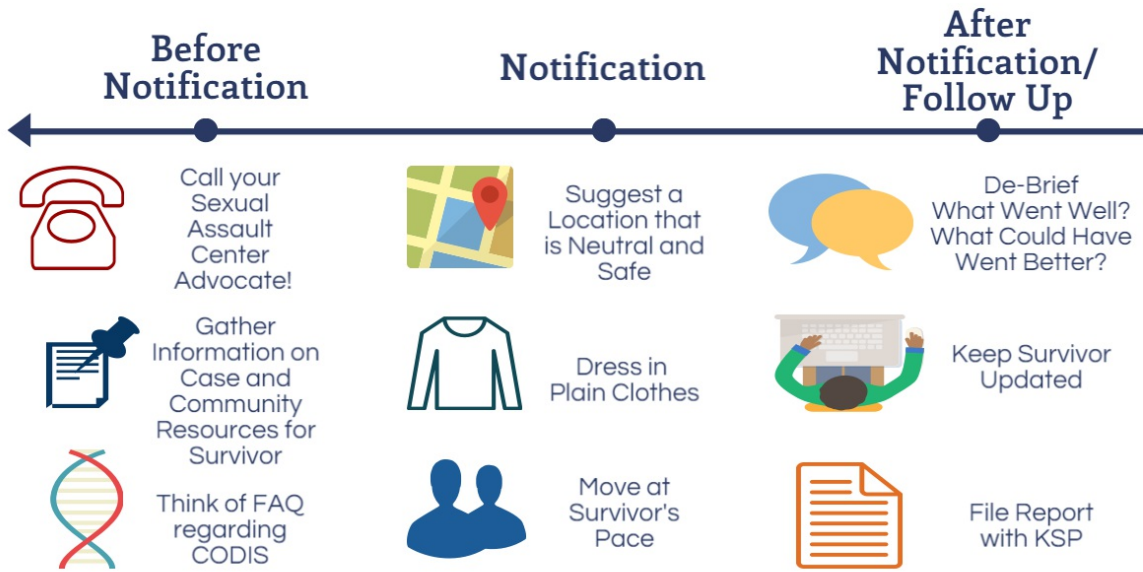 Before
Notification
Call your
Sexual
Assault
Center
Advocate!
Gather
Information on
Case and
Community
Resources for
Survivor
Think of FAQ
regarding
CODIS
Notification
Suggest a
Location that
is Neutral and
Safe
Dress in
Plain Clothes
Move at
Survivor's
Pace
After
Notification/
Follow Up
De-Brief
What Went Well?
What Could Have
Went Better?
Keep Survivor
Updated
File Report
with KSP